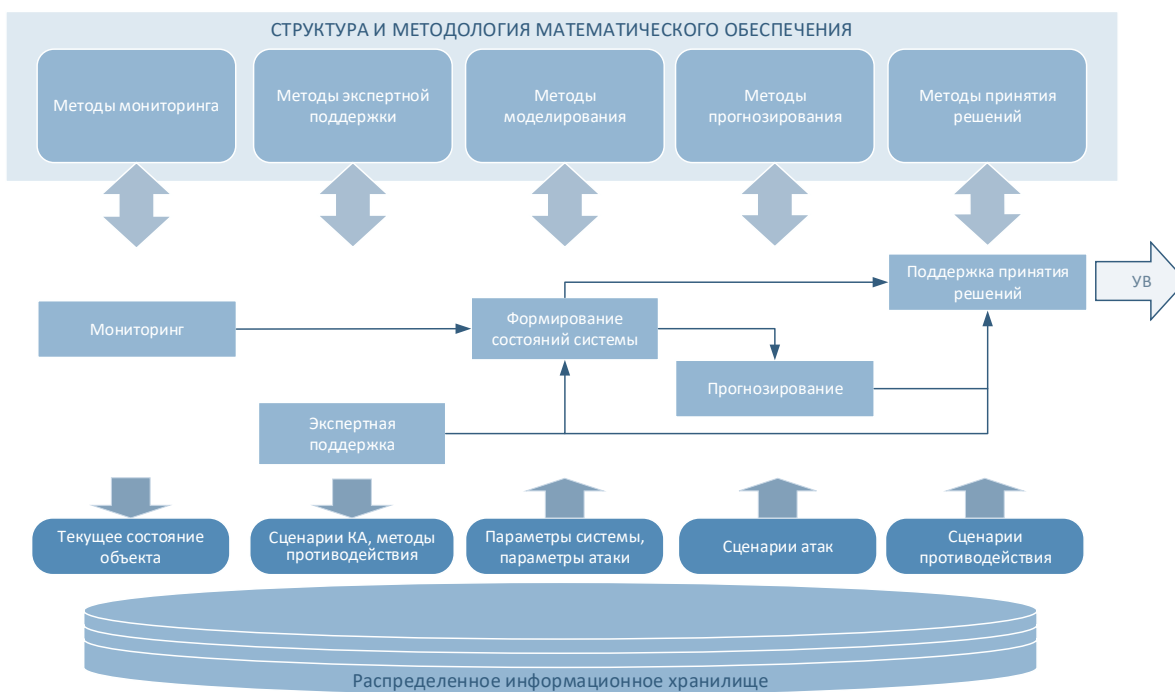 СТРУКТУРА И МЕТОДОЛОГИЯ МАТЕМАТИЧЕСКОГО ОБЕСПЕЧЕНИЯ
Методы мониторинга
Методы экспертной
поддержки
Методы
моделирования
Методы
прогнозирования
Методы принятия
решений
Поддержка принятия
решений
УВ
Мониторинг
Формирование
состояний системы
Прогнозирование
Экспертная
поддержка
Текущее состояние
объекта
Сценарии КА, методы
противодействия
Параметры системы,
параметры атаки
Сценарии атак
Сценарии
противодействия
Распределенное информационное хранилище